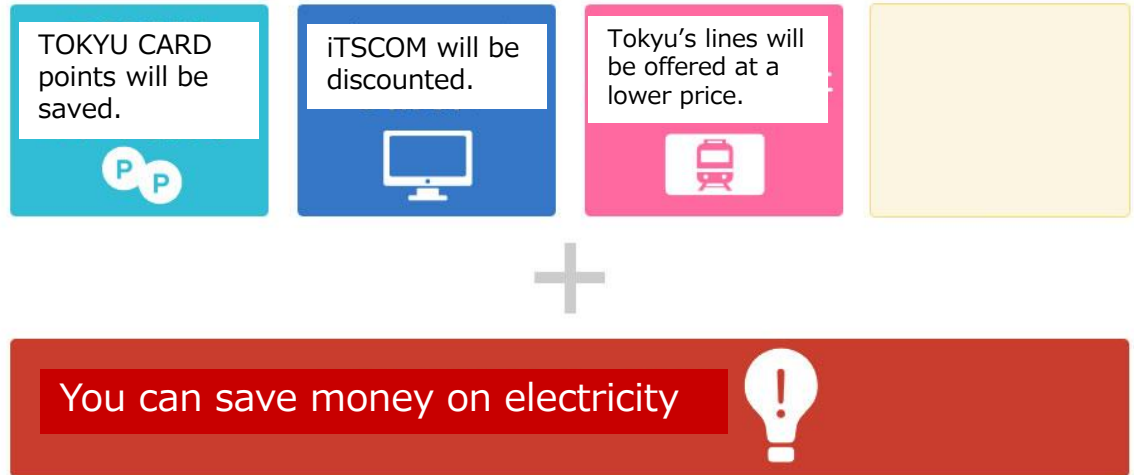 TOKYU CARD
points will be
saved.
P P
iTSCOM will be
discounted.
Tokyu's lines will
be offered at a
lower price.
You can save money on electricity
!